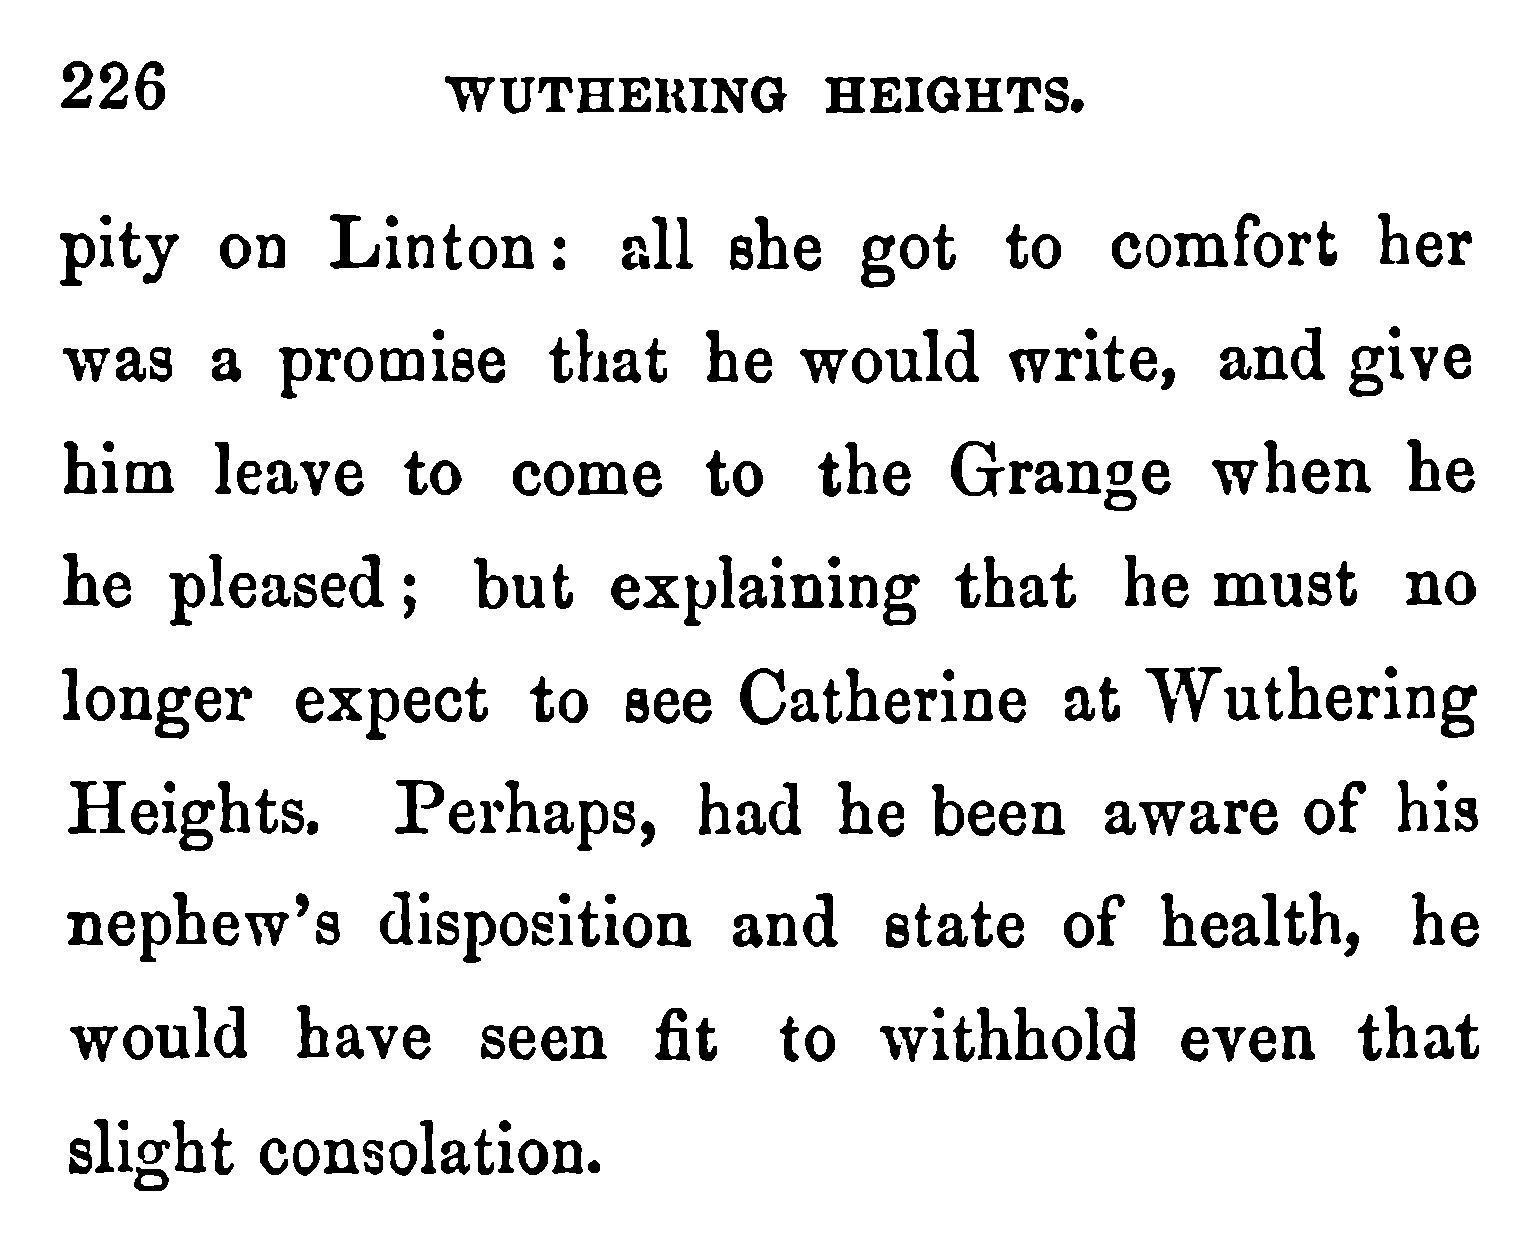 226 WUTHERING HEIGHTS.
pity on Linton: all she got to comfort her
was a promise that he would write, and give
him leave to come to the Grange when he
he pleased; but explaining that he must no
longer expect to see Catherine at Wuthering
Heights. Perhaps, had he been aware of his
nephew's disposition and state of health, he
would have seen fit to withhold even that
slight consolation.